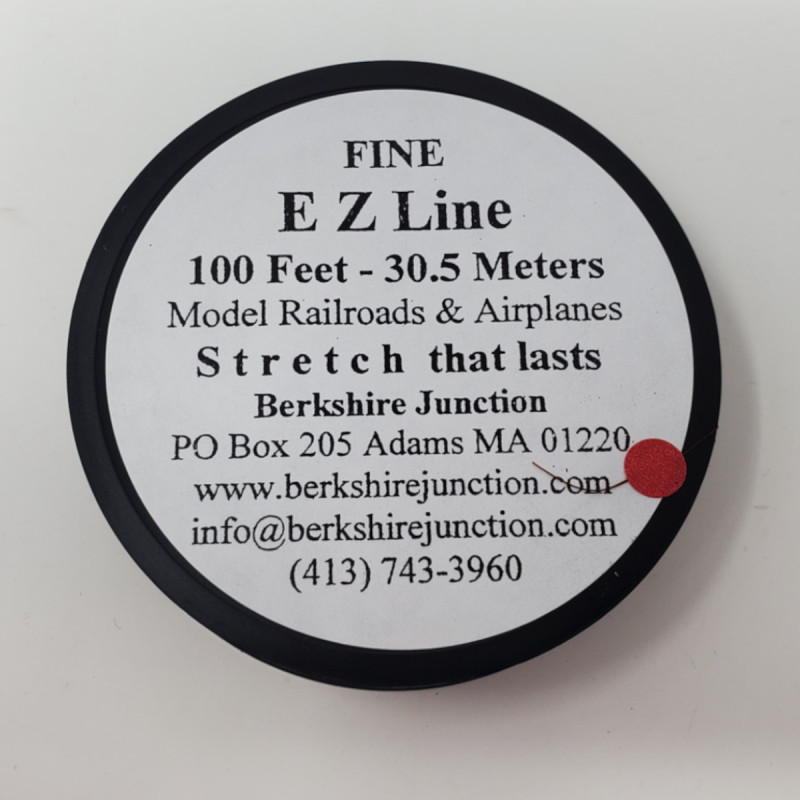 FINE
E Z Line
100 Feet - 30.5 Meters
Model Railroads & Airplanes
Stretch that lasts
Berkshire Junction
PO Box 205 Adams MA 01220
www.berkshirejunction.com
info@berkshirejunction.com
(413) 743-3960